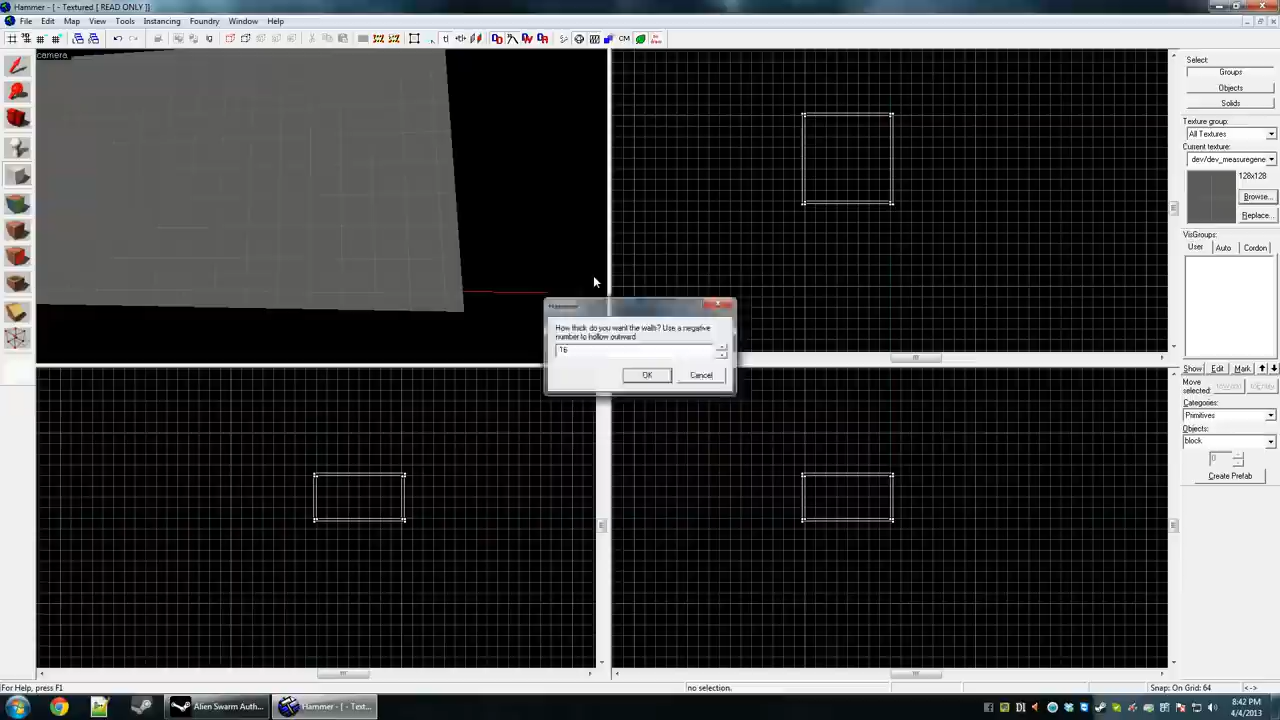 Hammer - [ - Textured [ READ ONLY ]]
File Edit Map View Tools Instancing Foundry Window Help
CM
camera
Select:
Groups
Objects
Solids
Texture group:
All Textures
Current texture:
dev/dev_measuregene
128x128
Browse...
Replace...
VisGroups:
User Auto Cordon
How thick do you want the walls? Use a negative
number to hollow outward
16
OK Cancel
Show Edit Mark
Move
selected:
Categories:
Primitives
Objects:
block
0
Create Prefab
For Help, press F1
no selection.
Snap: On Grid: 64
<->
Alien Swarm Auth...
Hammer - [ - Text...
8:42 PM
4/4/2013